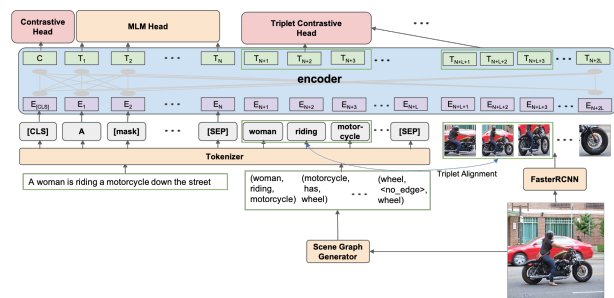 Contrastive Head
MLM Head
Triplet Contrastive Head
...
C T1 T2 ... TN TN+1 TN+2 TN+3 ... TN+L+1 TN+L+2 TN+L+3 ... TN+2L
encoder
E[CLS] E1 E2 ... EN EN+1 EN+2 EN+3 ... EN+L EN+L+1 EN+L+2 EN+L+3 ... EN+2L
[CLS] A [mask] ... [SEP] woman riding motor-cycle ... [SEP]
Tokenizer
...
A woman is riding a motorcycle down the street
(woman, riding, motorcycle)
(motorcycle, has, wheel)
...
(wheel, <no_edge>, wheel)
Triplet Alignment
FasterRCNN
Scene Graph Generator